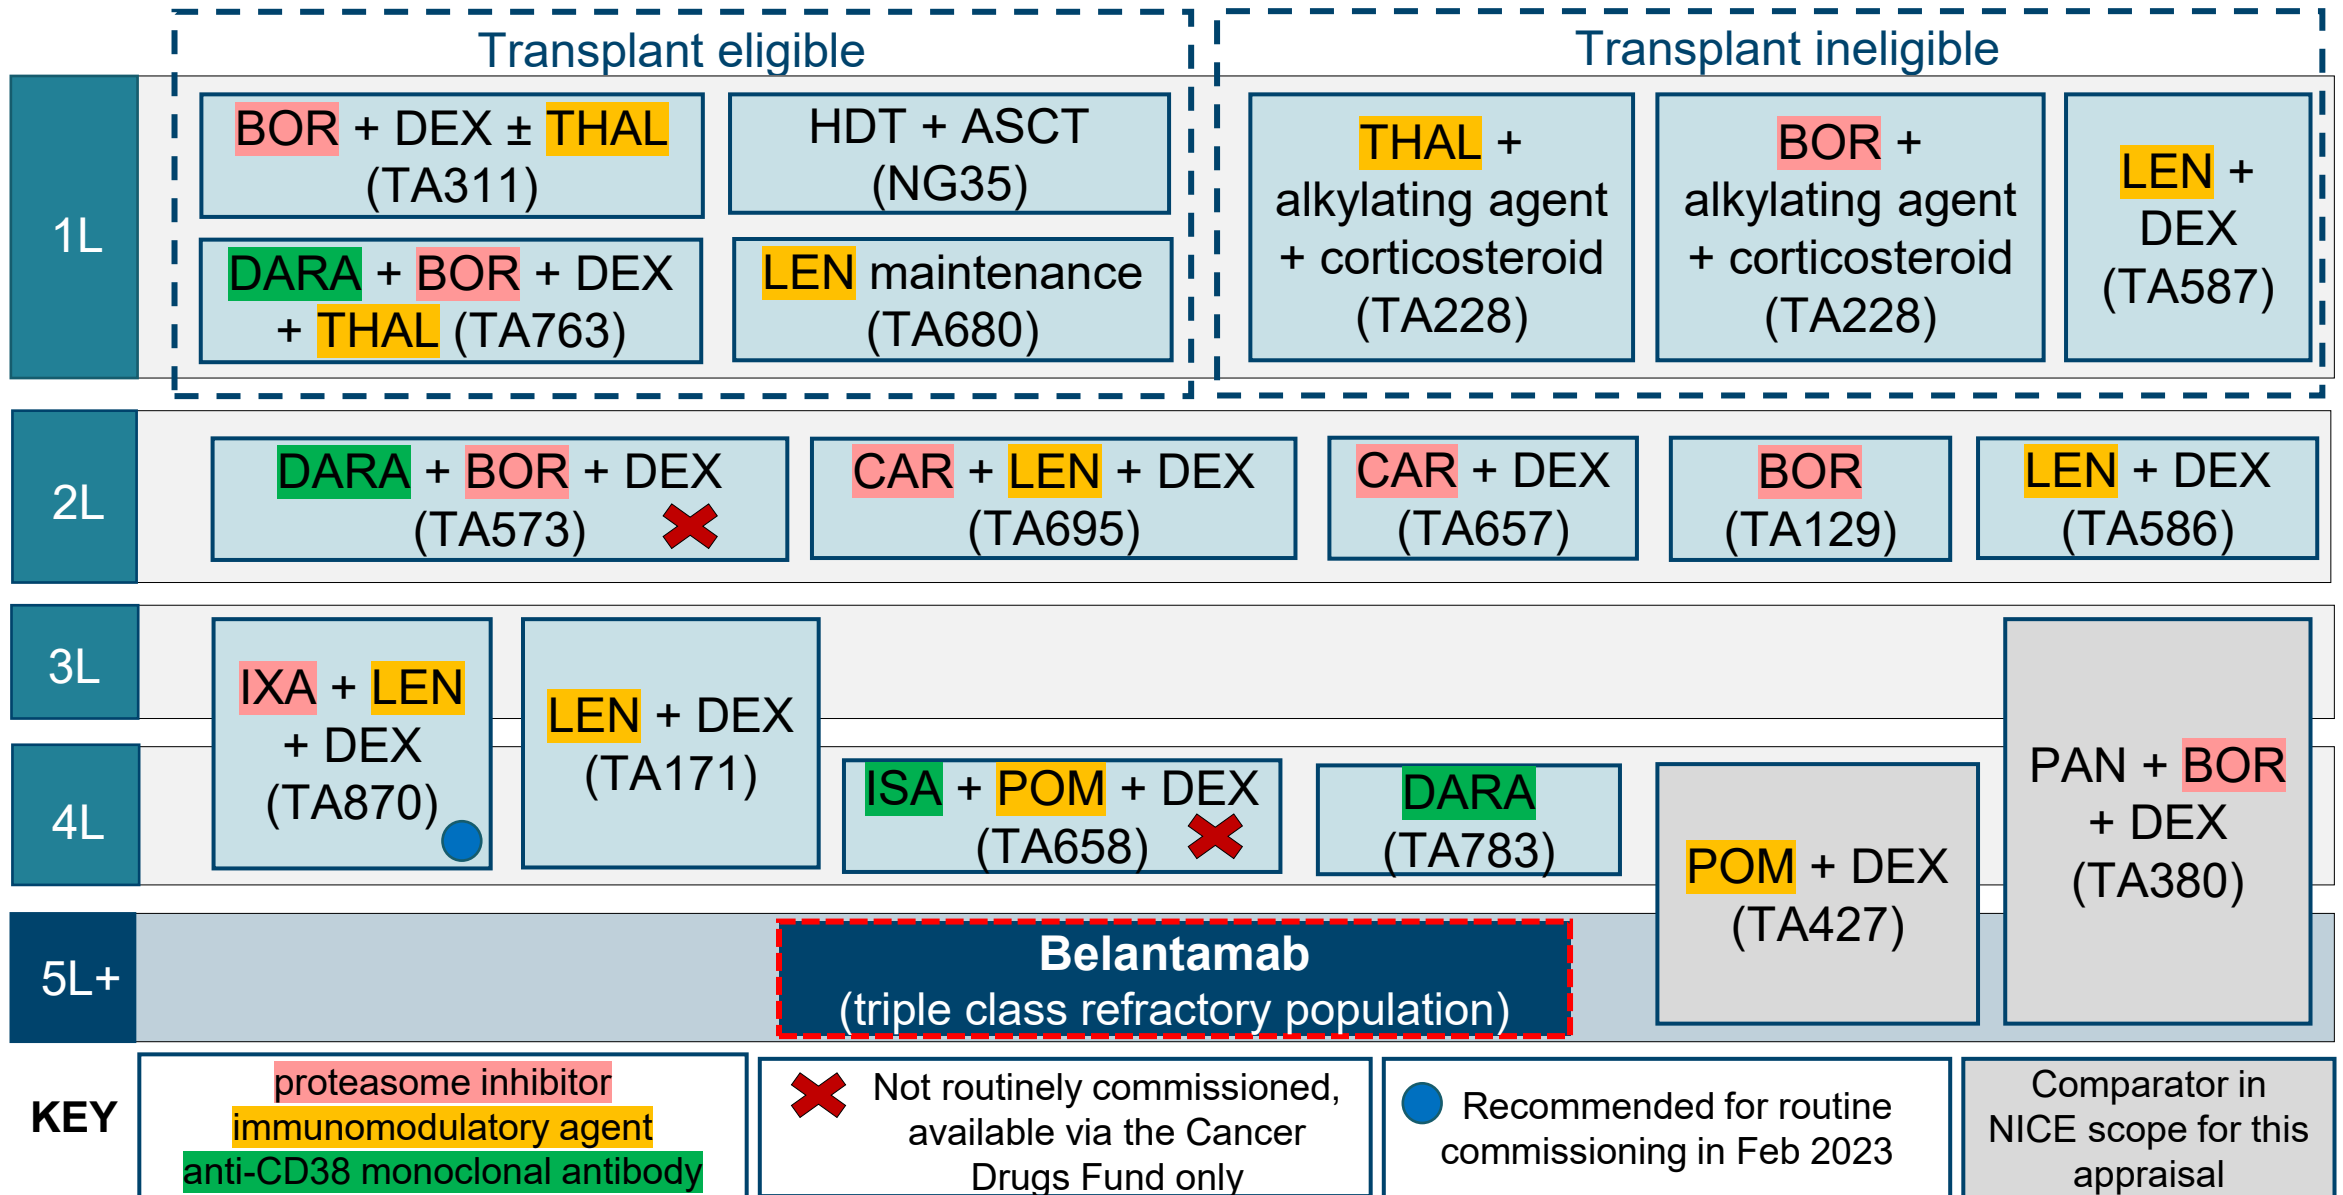 Transplant eligible
Transplant ineligible
1L
BOR + DEX ± THAL
(TA311)
HDT + ASCT
(NG35)
DARA + BOR + DEX
+ THAL (TA763)
LEN maintenance
(TA680)
THAL +
alkylating agent
+ corticosteroid
(TA228)
BOR +
alkylating agent
+ corticosteroid
(TA228)
LEN +
DEX
(TA587)
2L
DARA + BOR + DEX
(TA573)
CAR + LEN + DEX
(TA695)
CAR + DEX
(TA657)
BOR
(TA129)
LEN + DEX
(TA586)
3L
IXA + LEN
+ DEX
(TA870)
LEN + DEX
(TA171)
4L
ISA + POM + DEX
(TA658)
DARA
(TA783)
POM + DEX
(TA427)
PAN + BOR
+ DEX
(TA380)
5L+
Belantamab
(triple class refractory population)
KEY
proteasome inhibitor
immunomodulatory agent
anti-CD38 monoclonal antibody
Not routinely commissioned,
available via the Cancer
Drugs Fund only
Recommended for routine
commissioning in Feb 2023
Comparator in
NICE scope for this
appraisal